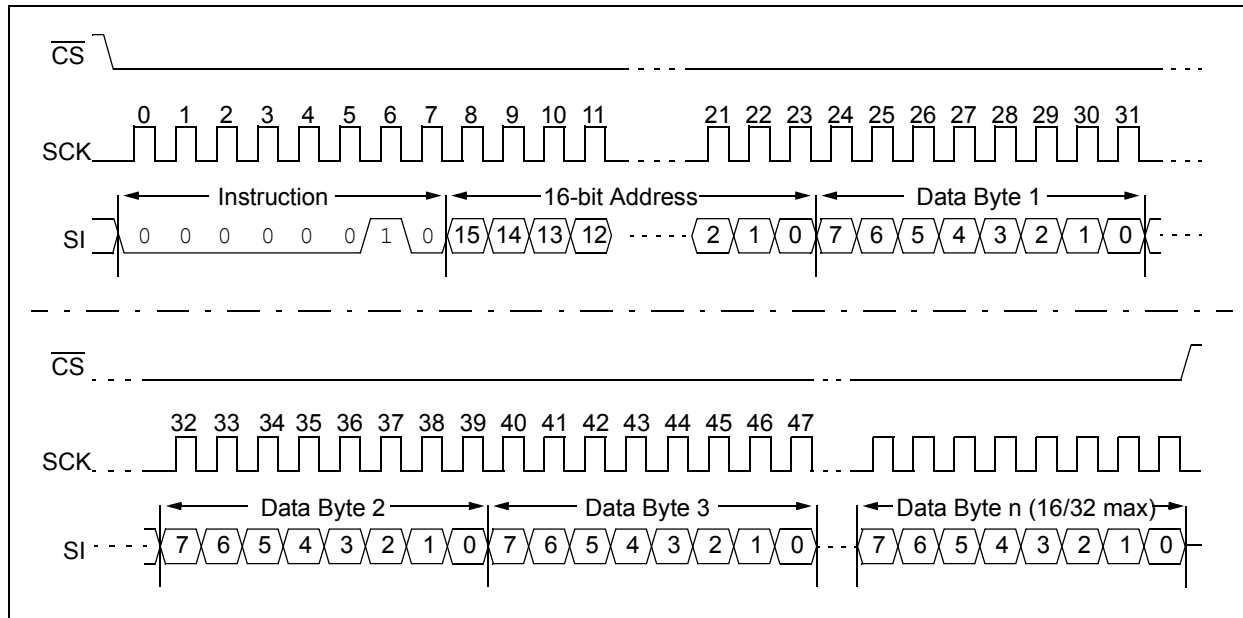 CS
0 1 2 3 4 5 6 7 8 9 10 11 21 22 23 24 25 26 27 28 29 30 31
SCK
Instruction 16-bit Address Data Byte 1
SI 0 0 0 0 0 0 1 0 15 14 13 12 2 1 0 7 6 5 4 3 2 1 0
CS
32 33 34 35 36 37 38 39 40 41 42 43 44 45 46 47
SCK
Data Byte 2 Data Byte 3 Data Byte n (16/32 max)
SI 7 6 5 4 3 2 1 0 7 6 5 4 3 2 1 0 7 6 5 4 3 2 1 0